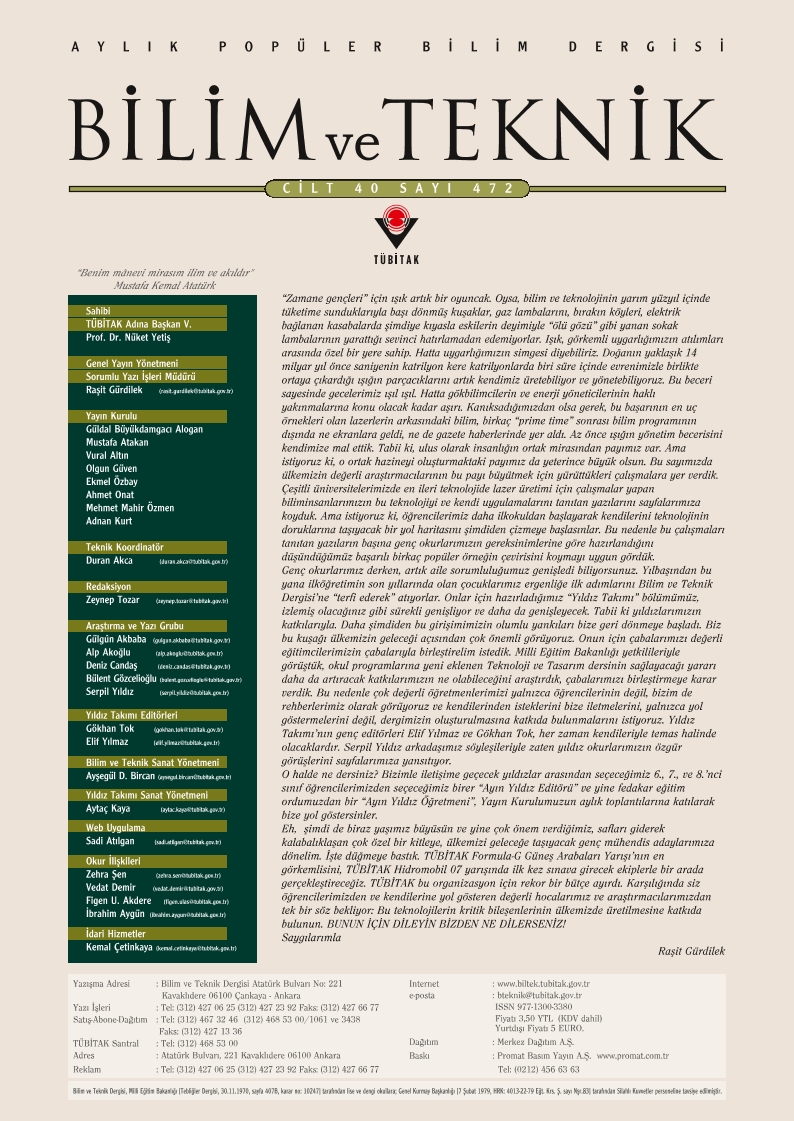 AYLIK POPÜLER BİLİM DERGİSİ
BİLİM ve TEKNİK
CİLT 40 SAYI 472
TÜBİTAK
“Benim mânevi mirasım ilim ve akıldır”
Mustafa Kemal Atatürk
Sahibi
TÜBİTAK Adına Başkan V.
Prof. Dr. Nüket Yetiş
Genel Yayın Yönetmeni
Sorumlu Yazı İşleri Müdürü
Raşit Gürdilek (rasit.gurdilek@tubitak.gov.tr)
Yayın Kurulu
Güldal Büyükdamgacı Alogan
Mustafa Atakan
Vural Altın
Olgun Güven
Ekmel Özbay
Ahmet Onat
Mehmet Mahir Özmen
Adnan Kurt
Teknik Koordinatör
Duran Akca (duran.akca@tubitak.gov.tr)
Redaksiyon
Zeynep Tozar (zeynep.tozar@tubitak.gov.tr)
Araştırma ve Yazı Grubu
Gülgûn Akbaba (gulgun.akbaba@tubitak.gov.tr)
Alp Akoğlu (alp.akoglu@tubitak.gov.tr)
Deniz Candaş (deniz.candas@tubitak.gov.tr)
Bülent Gözcelioğlu (bulent.gozcelioglu@tubitak.gov.tr)
Serpil Yıldız (serpil.yildiz@tubitak.gov.tr)
Yıldız Takımı Editörleri
Gökhan Tok (gokhan.tok@tubitak.gov.tr)
Elif Yılmaz (elif.yilmaz@tubitak.gov.tr)
Bilim ve Teknik Sanat Yönetmeni
Ayşegül D. Bircan (aysegul.bircan@tubitak.gov.tr)
Yıldız Takımı Sanat Yönetmeni
Aytaç Kaya (aytac.kaya@tubitak.gov.tr)
Web Uygulama
Sadi Atılgan (sadi.atilgan@tubitak.gov.tr)
Okur İlişkileri
Zehra Şen (zehra.sen@tubitak.gov.tr)
Vedat Demir (vedat.demir@tubitak.gov.tr)
Figen U. Akdere (figen.ulas@tubitak.gov.tr)
İbrahim Aygün (ibrahim.aygun@tubitak.gov.tr)
İdari Hizmetler
Kemal Çetinkaya (kemal.cetinkaya@tubitak.gov.tr)
“Zamane gençleri” için ışık artık bir oyuncak. Oysa, bilim ve teknolojinin yarım yüzyıl içinde
tüketime sunduklarıyla başı dönmüş kuşaklar, gaz lambalarını, bırakın köyleri, elektrik
bağlanan kasabalarda şimdiye kıyasla eskilerin deyimiyle “ölü gözü” gibi yanan sokak
lambalarının yarattığı sevinci hatırlamadan edemiyorlar. Işık, görkemli uygarlığımızın atılımları
arasında özel bir yere sahip. Hatta uygarlığımızın simgesi diyebiliriz. Doğanın yaklaşık 14
milyar yıl önce saniyenin katrilyon kere katrilyonlarda biri süre içinde evrenimizle birlikte
ortaya çıkardığı ışığın parçacıklarını artık kendimiz üretebiliyor ve yönetebiliyoruz. Bu beceri
sayesinde gecelerimiz ışıl ışıl. Hatta gökbilimcilerin ve enerji yöneticilerinin haklı
yakınmalarına konu olacak kadar aşırı. Kanıksadığımızdan olsa gerek, bu başarının en uç
örnekleri olan lazerlerin arkasındaki bilim, birkaç “prime time” sonrası bilim programının
dışında ne ekranlara geldi, ne de gazete haberlerinde yer aldı. Az önce ışığın yönetim becerisini
kendimize mal ettik. Tabii ki, ulus olarak insanlığın ortak mirasından payımız var. Ama
istiyoruz ki, o ortak hazineyi oluşturmaktaki payımız da yeterince büyük olsun. Bu sayımızda
ülkemizin değerli araştırmacılarının bu payı büyütmek için yürüttükleri çalışmalara yer verdik.
Çeşitli üniversitelerimizde en ileri teknolojide lazer üretimi için çalışmalar yapan
biliminsanlarımızın bu teknolojiyi ve kendi uygulamalarını tanıtan yazılarını sayfalarımıza
koyduk. Ama istiyoruz ki, öğrencilerimiz daha ilkokuldan başlayarak kendilerini teknolojinin
doruklarına taşıyacak bir yol haritasını şimdiden çizmeye başlasınlar. Bu nedenle bu çalışmaları
tanıtan yazıların başına genç okurlarımızın gereksinimlerine göre hazırlandığını
düşündüğümüz başarılı birkaç popüler örneğin çevirisini koymayı uygun gördük.
Genç okurlarımız derken, artık aile sorumluluğumuz genişledi biliyorsunuz. Yılbaşından bu
yana ilköğretimin son yıllarında olan çocuklarımız ergenliğe ilk adımlarını Bilim ve Teknik
Dergisi’ne “terfi ederek” atıyorlar. Onlar için hazırladığımız “Yıldız Takımı” bölümümüz,
izlemiş olacağınız gibi sürekli genişliyor ve daha da genişleyecek. Tabii ki yıldızlarımızın
katkılarıyla. Daha şimdiden bu girişimimizin olumlu yankıları bize geri dönmeye başladı. Biz
bu kuşağı ülkemizin geleceği açısından çok önemli görüyoruz. Onun için çabalarımızı değerli
eğitimcilerimizin çabalarıyla birleştirelim istedik. Milli Eğitim Bakanlığı yetkilileriyle
görüştük, okul programlarına yeni eklenen Teknoloji ve Tasarım dersinin sağlayacağı yararı
daha da artıracak katkılarımızın ne olabileceğini araştırdık, çabalarımızı birleştirmeye karar
verdik. Bu nedenle çok değerli öğretmenlerimizi yalnızca öğrencilerinin değil, bizim de
rehberlerimiz olarak görüyoruz ve kendilerinden isteklerini bize iletmelerini, yalnızca yol
göstermelerini değil, dergimizin oluşturulmasına katkıda bulunmalarını istiyoruz. Yıldız
Takımı’nın genç editörleri Elif Yılmaz ve Gökhan Tok, her zaman kendileriyle temas halinde
olacaklardır. Serpil Yıldız arkadaşımız söyleşileriyle zaten yıldız okurlarımızın özgür
görüşlerini sayfalarımıza yansıtıyor.
O halde ne dersiniz? Bizimle iletişime geçecek yıldızlar arasından seçeceğimiz 6., 7., ve 8.’nci
sınıf öğrencilerimizden seçeceğimiz birer “Ayın Yıldız Editörü” ve yine fedakar eğitim
ordumuzdan bir “Ayın Yıldız Öğretmeni”, Yayın Kurulumuzun aylık toplantılarına katılarak
bize yol göstersinler.
Eh, şimdi de biraz yaşımız büyüsün ve yine çok önem verdiğimiz, safları giderek
kalabalıklaşan çok özel bir kitleye, ülkemizi geleceğe taşıyacak genç mühendis adaylarımıza
dönelim. İşte düğmeye bastık. TÜBİTAK Formula-G Güneş Arabaları Yarışı’nın en
görkemlisini, TÜBİTAK Hidromobil 07 yarışında ilk kez sınava girecek ekiplerle bir arada
gerçekleştireceğiz. TÜBİTAK bu organizasyon için rekor bir bütçe ayırdı. Karşılığında siz
öğrencilerimizden ve kendilerine yol gösteren değerli hocalarımız ve araştırmacılarımızdan
tek bir söz bekliyor: Bu teknolojilerin kritik bileşenlerinin ülkemizde üretilmesine katkıda
bulunun. BUNUN İÇİN DİLEYİN BİZDEN NE DİLERSENİZ!
Saygılarımla
Raşit Gürdilek
Yazışma Adresi : Bilim ve Teknik Dergisi Atatürk Bulvarı No: 221
Kavaklıdere 06100 Çankaya - Ankara
Yazı İşleri : Tel: (312) 427 06 25 (312) 427 23 92 Faks: (312) 427 66 77
Satış-Abone-Dağıtım : Tel: (312) 467 32 46 (312) 468 53 00/1061 ve 3438
Faks: (312) 427 13 36
TÜBİTAK Santral : Tel: (312) 468 53 00
Adres : Atatürk Bulvarı, 221 Kavaklıdere 06100 Ankara
Reklam : Tel: (312) 427 06 25 (312) 427 23 92 Faks: (312) 427 66 77
Internet : www.biltek.tubitak.gov.tr
e-posta : bteknik@tubitak.gov.tr
ISSN 977-1300-3380
Fiyatı 3,50 YTL (KDV dahil)
Yurtdışı Fiyatı 5 EURO.
Dağıtım : Merkez Dağıtım A.Ş.
Baskı : Promat Basım Yayın A.Ş. www.promat.com.tr
Tel: (0212) 456 63 63
Bilim ve Teknik Dergisi, Milli Eğitim Bakanlığı (Tebliğler Dergisi, 30.11.1970, sayfa 407B, karar no: 10247) tarafından lise ve dengi okullara; Genel Kurmay Başkanlığı (7 Şubat 1979, HRK: 4013-22-79 Eğt. Krs. Ş. sayı Nşr.83) tarafından Silahlı Kuvvetler personeline tavsiye edilmiştir.